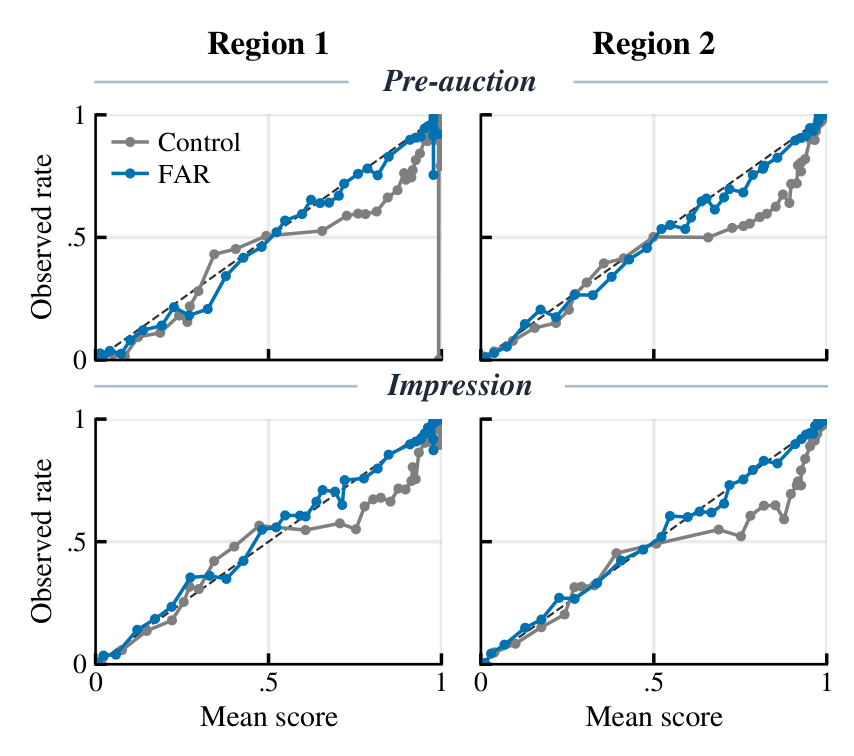 Region 1 Region 2
Pre-auction
1
Control
FAR
.5
0
Observed rate
Impression
1
.5
0
Observed rate
0 .5 1 0 .5 1
Mean score Mean score